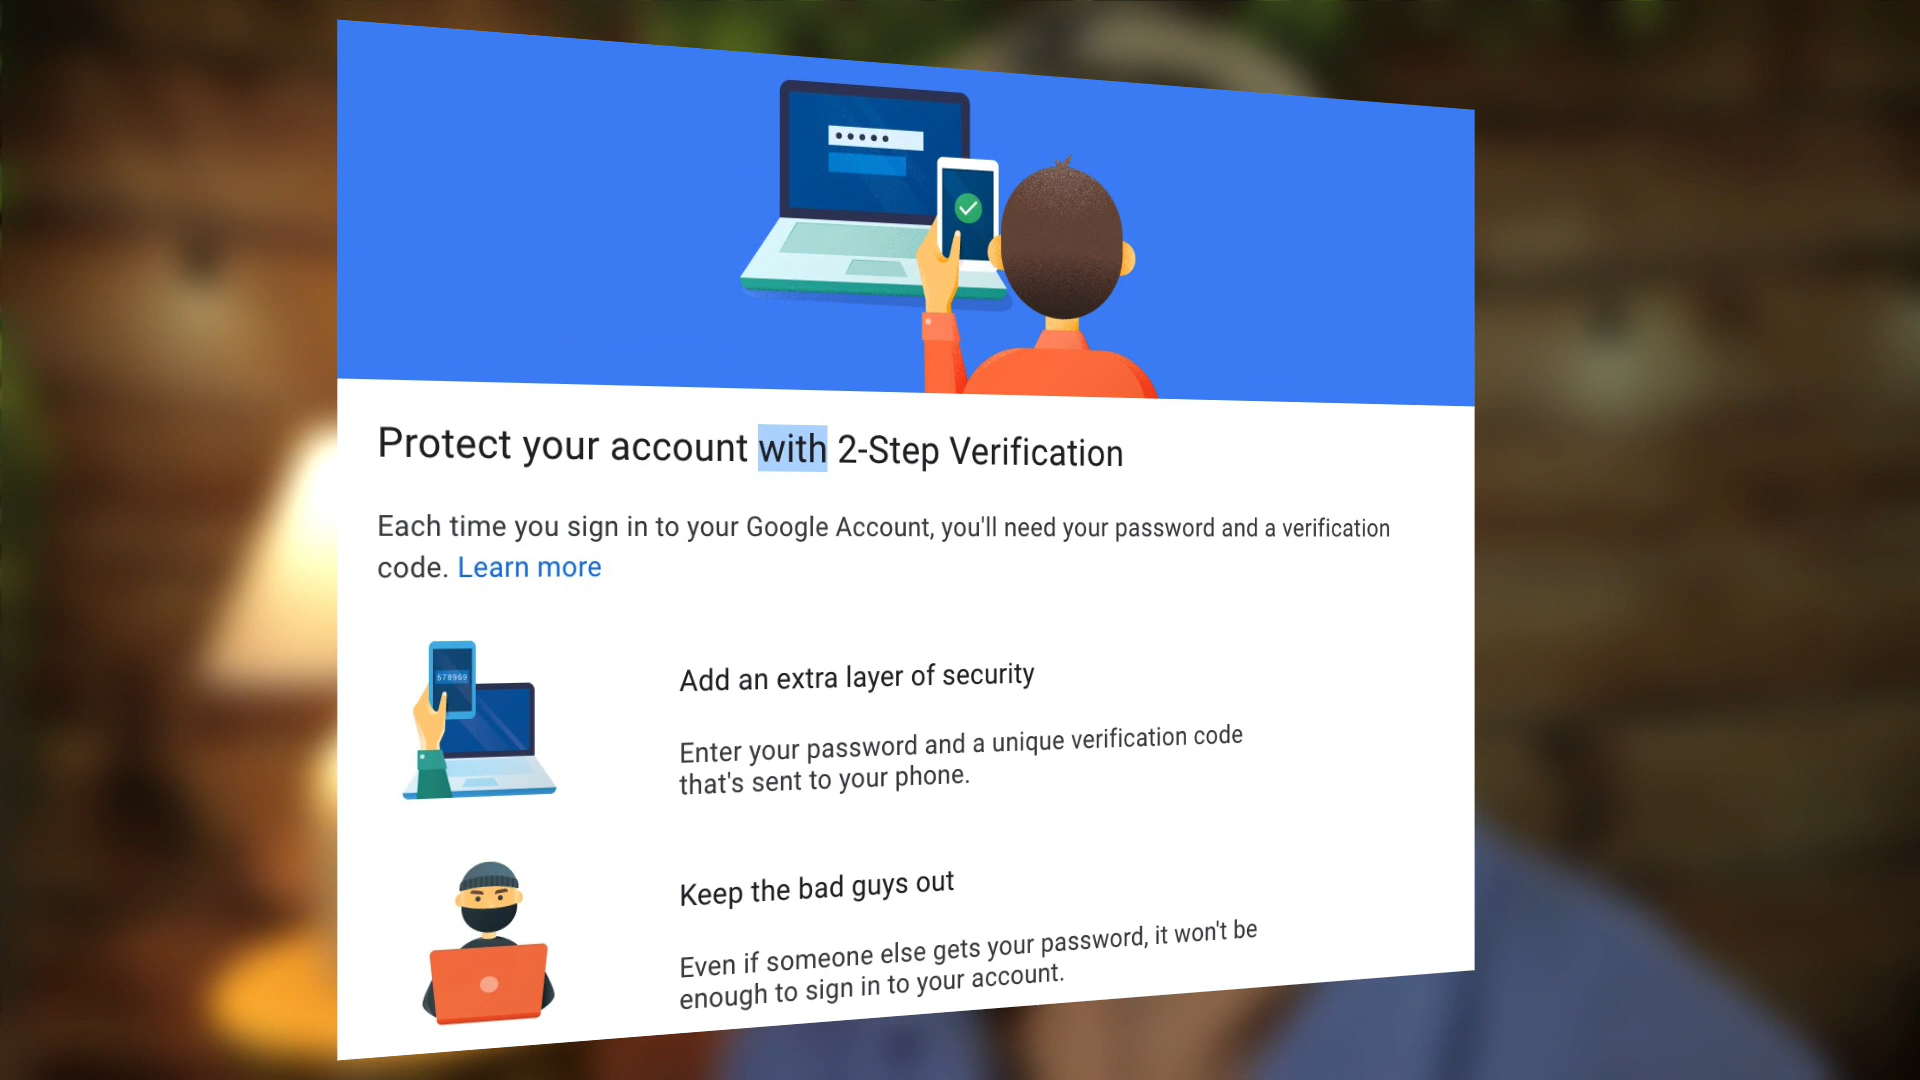 Protect your account with 2-Step Verification
Each time you sign in to your Google Account, you'll need your password and a verification
code. Learn more
578969
Add an extra layer of security
Enter your password and a unique verification code
that's sent to your phone.
Keep the bad guys out
Even if someone else gets your password, it won't be
enough to sign in to your account.